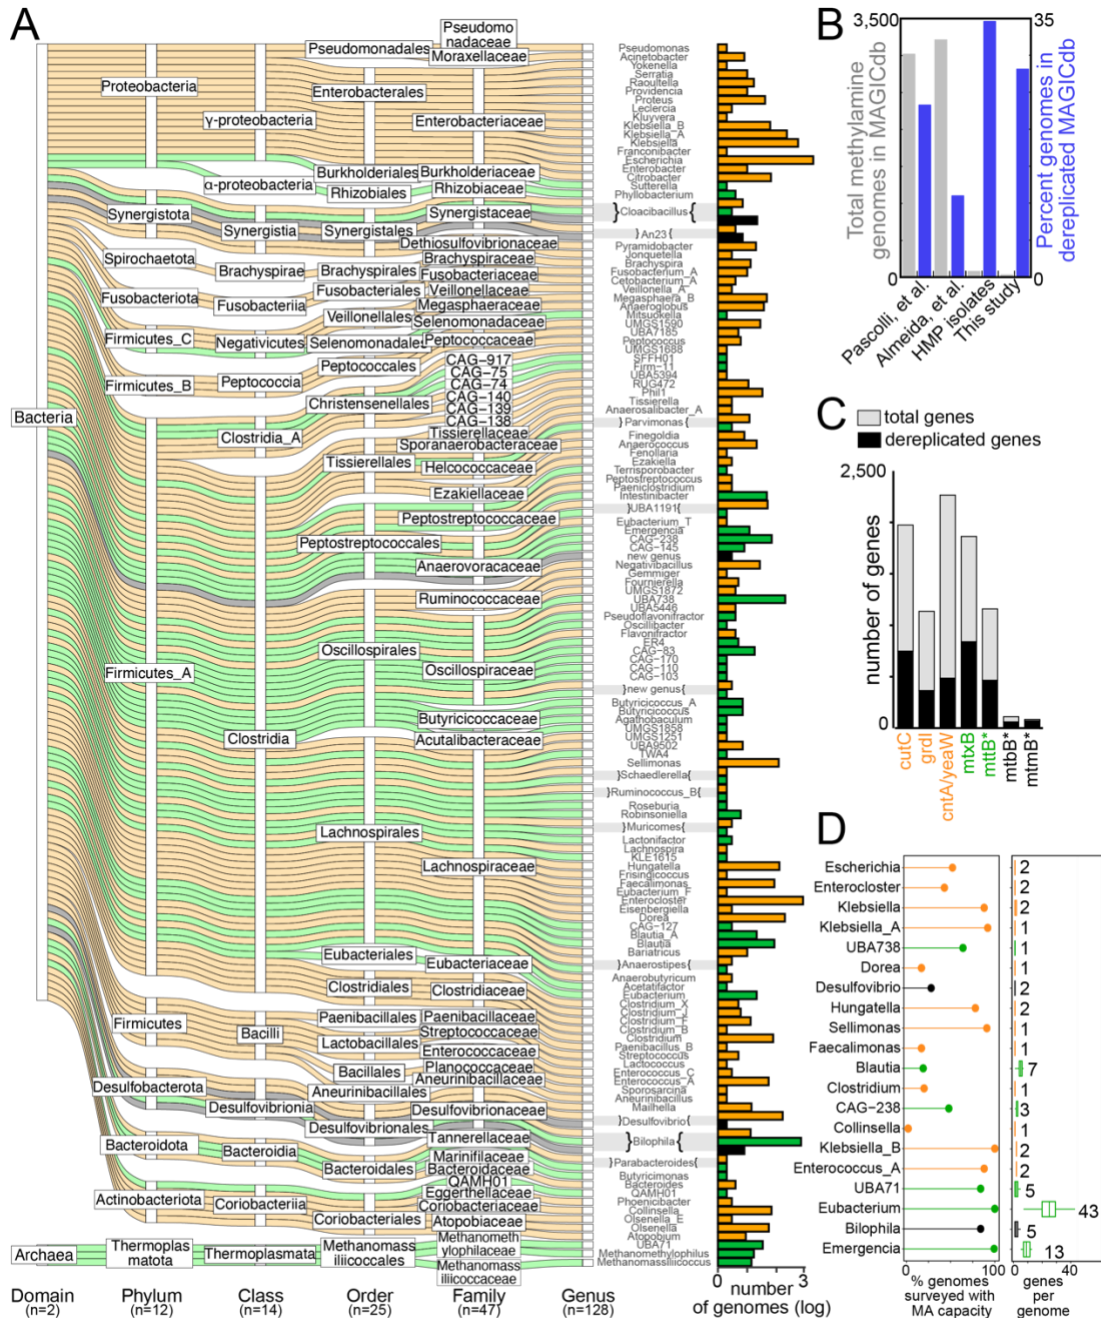 A
Pseudomo
nadaceae
Pseudomonadales
Moraxellaceae
Proteobacteria
Enterobacterales
γ-proteobacteria
Enterobacteriaceae
Burkholderiales
Burkholderiaceae
α-proteobacteria
Rhizobiales
Rhizobiaceae
Synergistota
Synergistaceae
Synergistia
Synergistales
Dethiosulfovibrionaceae
Spirochaetota
Brachyspiraceae
Brachyspirae
Brachyspirales
Fusobacteriaceae
Fusobacteriota
Fusobacteriia
Fusobacteriales
Veillonellaceae
Megasphaeraceae
Veillonellales
Selenomonadaceae
Firmicutes_C
Negativicutes
Selenomonadales
Peptococcaceae
Peptococcales
CAG-917
CAG-75
CAG-74
CAG-140
CAG-139
CAG-138
Firmicutes_B
Peptococcia
Christensenellales
Bacteria
Clostridia_A
Tissierellaceae
Sporanaerobacteraceae
Tissierellales
Helcococcaceae
Ezakiellaceae
Peptostreptococcaceae
Peptostreptococcales
Anaerovoracaceae
Ruminococcaceae
Oscillospirales
Firmicutes_A
Oscillospiraceae
Butyricicoccaceae
Clostridia
Acutalibacteraceae
Lachnospirales
Lachnospiraceae
Eubacteriales
Eubacteriaceae
Clostridiales
Clostridiaceae
Firmicutes
Bacilli
Paenibacillales
Paenibacillaceae
Lactobacillales
Streptococcaceae
Enterococcaceae
Bacillales
Planococcaceae
Desulfobacterota
Aneurinibacillales
Aneurinibacillaceae
Desulfovibrionia
Desulfovibrionaceae
Desulfovibrionales
Bacteroidota
Bacteroidia
Tannerellaceae
Marinifilaceae
Bacteroidales
Bacteroidaceae
QAMH01
Actinobacteriota
Coriobacteriia
Eggerthellaceae
Coriobacteriaceae
Coriobacteriales
Atopobiaceae
Archaea
Thermoplas
matota
Thermoplasmata
Methanomass
iliicoccales
Methanometh
ylophilaceae
Methanomass
iliicoccaceae
Domain
(n=2)
Phylum
(n=12)
Class
(n=14)
Order
(n=25)
Family
(n=47)
Genus
(n=128)
Pseudomonas
Acinetobacter
Yokenella
Serratia
Raoultella
Providencia
Proteus
Leclercia
Kluyvera
Klebsiella_B
Klebsiella_A
Klebsiella
Franconibacter
Escherichia
Enterobacter
Citrobacter
Sutterella
Phyllobacterium
}Cloacibacillus{
}An23{
Pyramidobacter
Jonquetella
Brachyspira
Fusobacterium_A
Cetobacterium_A
Veillonella_A
Megasphaera_B
Anaeroglobus
Mitsuokella
UMGS1590
UBA7185
Peptococcus
UMGS1688
SFFH01
Firm-11
UBA5394
RUG472
Phil1
Tissierella
Anaerosalibacter_A
}Parvimonas{
Finegoldia
Anaerococcus
Fenollaria
Ezakiella
Terrisporobacter
Peptostreptococcus
Paeniclostridium
Intestinibacter
}UBA1191{
Eubacterium_T
Emergencia
CAG-238
CAG-145
new genus
Negativibacillus
Gemmiger
Fournierella
UMGS1872
UBA738
UBA5446
Pseudoflavonifractor
Oscillibacter
Flavonifractor
ER4
CAG-83
CAG-170
CAG-110
CAG-103
}new genus{
Butyricicoccus_A
Butyricicoccus
Agathobaculum
UMGS1858
UMGS1251
UBA9502
TWA4
Sellimonas
}Schaedlerella{
}Ruminococcus_B{
Roseburia
Robinsoniella
}Muricomes{
Lactonifactor
Lachnospira
KLE1615
Hungatella
Frisingicoccus
Faecalimonas
Eubacterium_F
Enterocloster
Eisenbergiella
Dorea
CAG-127
Blautia_A
Blautia
Bariatricus
}Anaerostipes{
Anaerobutyricum
Acetatifactor
Eubacterium
Clostridium_X
Clostridium_J
Clostridium_F
Clostridium_B
Clostridium
Paenibacillus_B
Streptococcus
Lactococcus
Enterococcus_C
Enterococcus_A
Sporosarcina
Aneurinibacillus
Mailhella
}Desulfovibrio{
}Bilophila{
}Parabacteroides{
Butyricimonas
Bacteroides
QAMH01
Phoenicibacter
Collinsella
Olsenella_E
Olsenella
Atopobium
UBA71
Methanomethylophilus
Methanomassiliicoccus
0
3
number
of genomes (log)
B
3,500
35
Total methylamine
genomes in MAGICdb
Percent genomes in
dereplicated MAGICdb
0
0
Pasolli, et al.
Almeida, et al.
HMP isolates
This study
C
total genes
dereplicated genes
2,500
number of genes
0
cutC
grdI
cntA/yeaW
mtxB
mttB*
mtbB*
mtmB*
D
Escherichia 2
Enterocloster 2
Klebsiella 2
Klebsiella_A 1
UBA738 1
Dorea 1
Desulfovibrio 2
Hungatella 2
Sellimonas 1
Faecalimonas 1
Blautia 7
Clostridium 1
CAG-238 3
Collinsella 1
Klebsiella_B 2
Enterococcus_A 2
UBA71 5
Eubacterium 43
Bilophila 5
Emergencia 13
0 100
0 40
% genomes
surveyed with
MA capacity
genes
per
genome